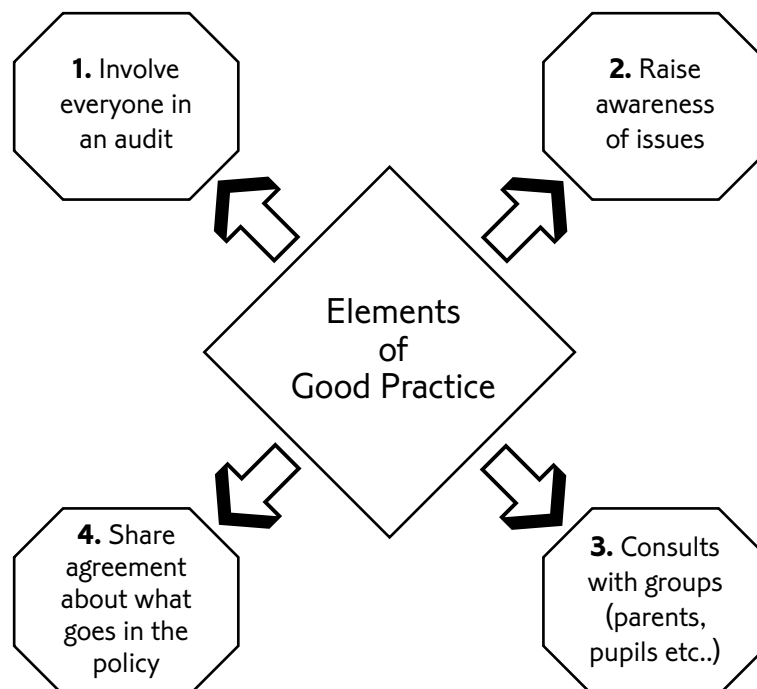 1. Involve
everyone in
an audit
2. Raise
awareness
of issues
Elements
of
Good Practice
4. Share
agreement
about what
goes in the
policy
3. Consults
with groups
(parents,
pupils etc..)